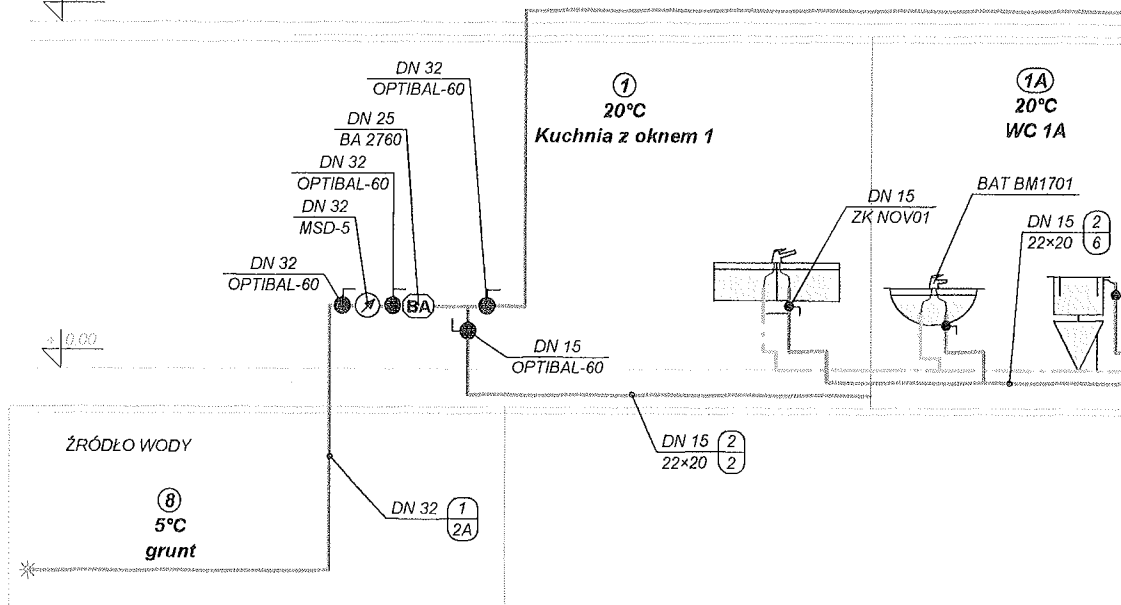 DN 32
OPTIBAL-60
DN 25
BA 2760
DN 32
OPTIBAL-60
DN 32
MSD-5
DN 32
OPTIBAL-60
BA
1
20°C
Kuchnia z oknem 1
1A
20°C
WC 1A
DN 15
ZK NOV01
BAT BM1701
DN 15 2
22×20 6
± 0,00
DN 15
OPTIBAL-60
DN 15 2
22×20 2
ŹRÓDŁO WODY
8
5°C
grunt
DN 32 1
2A